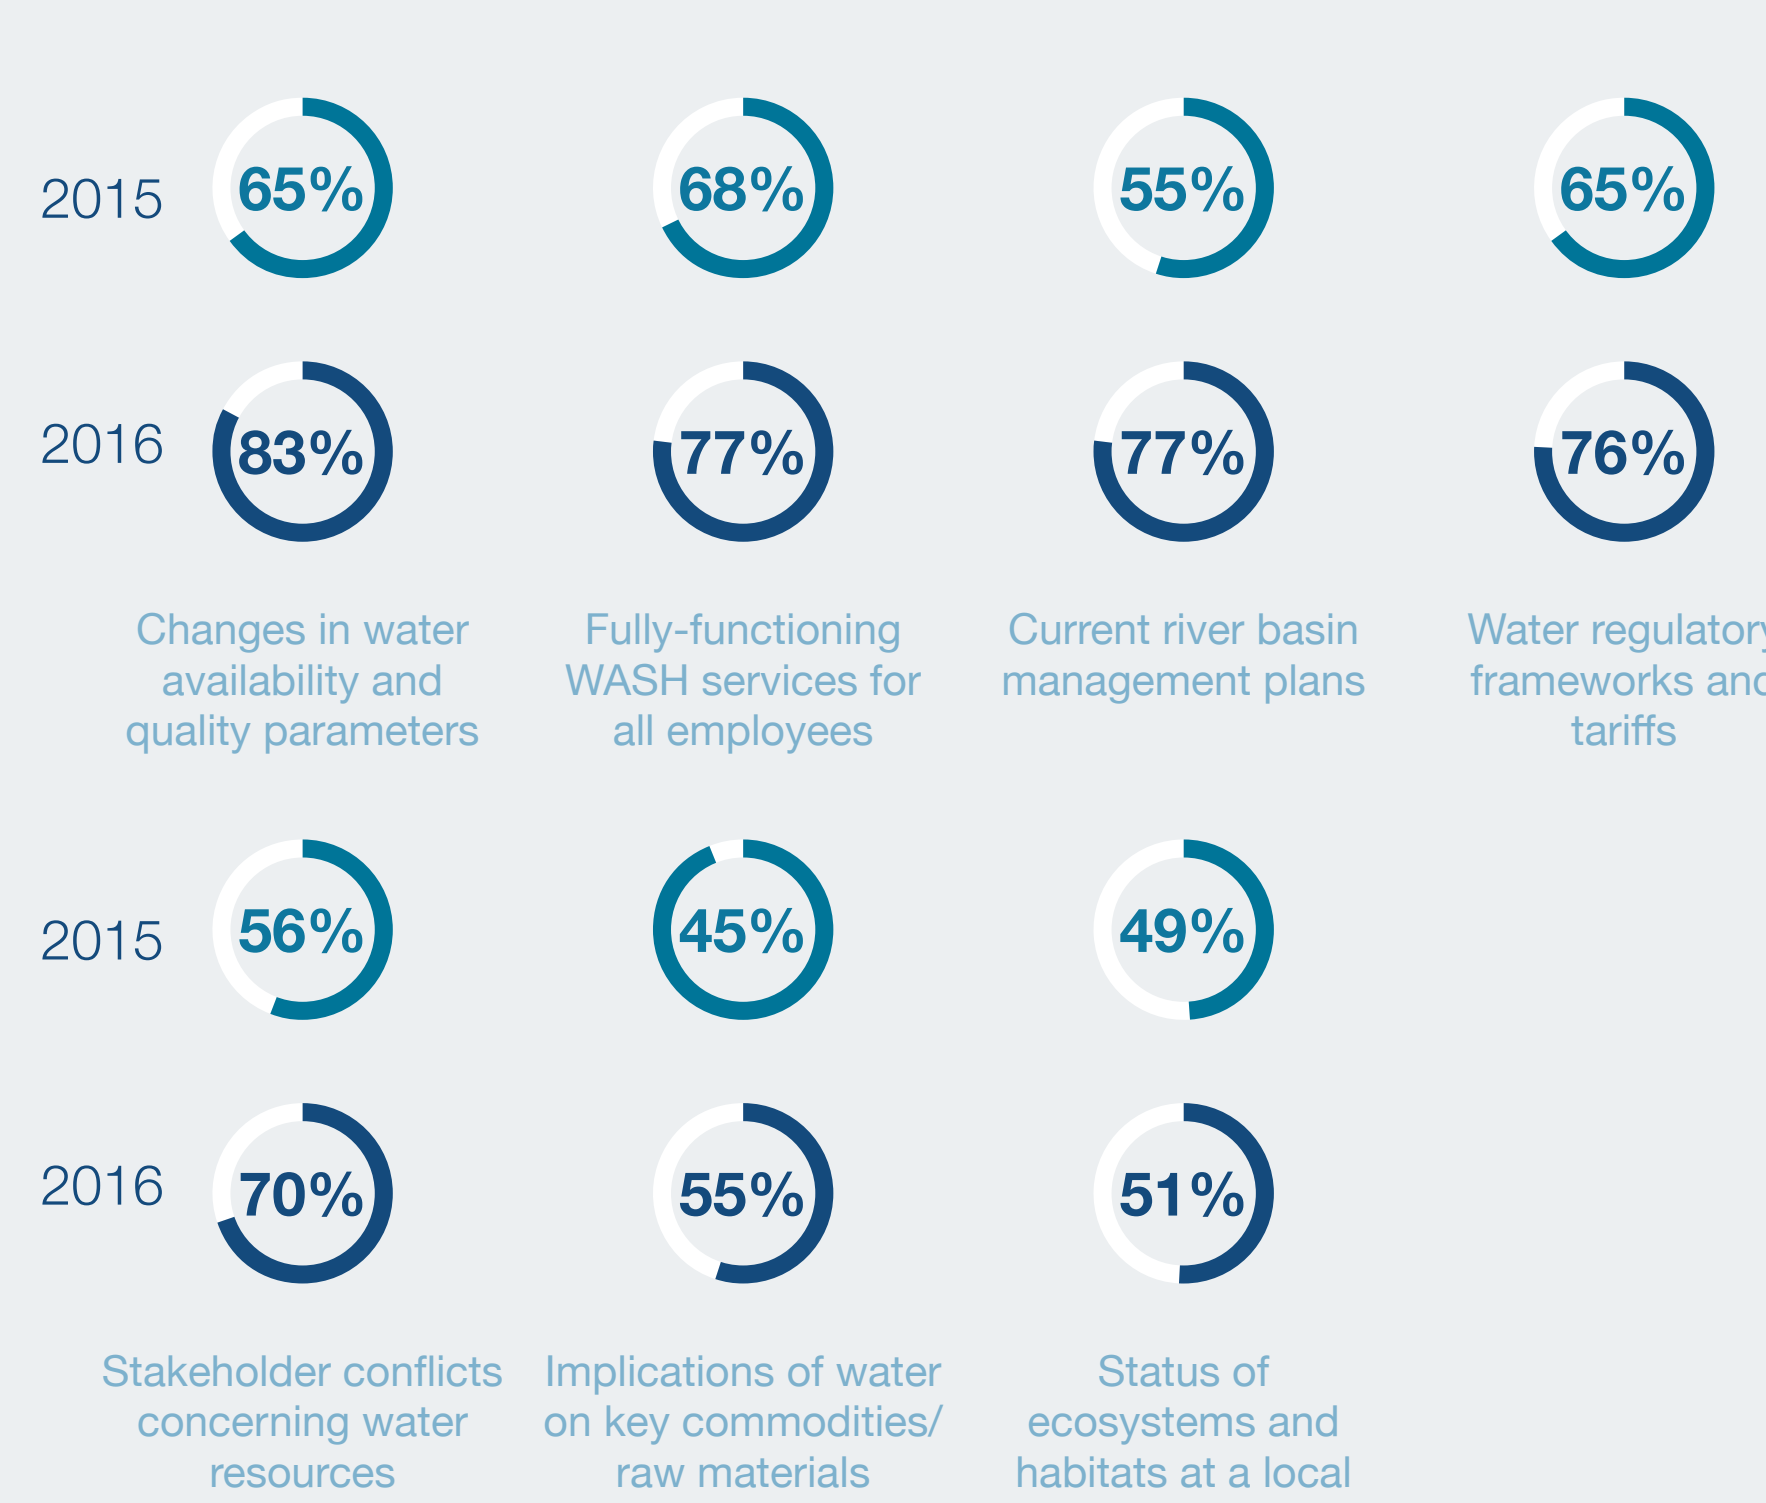 2015
65%
68%
55%
65%
2016
83%
77%
77%
76%
Changes in water
availability and
quality parameters
Fully-functioning
WASH services for
all employees
Current river basin
management plans
Water regulatory
frameworks and
tariffs
2015
56%
45%
49%
2016
70%
55%
51%
Stakeholder conflicts
concerning water
resources
Implications of water
on key commodities/
raw materials
Status of
ecosystems and
habitats at a local